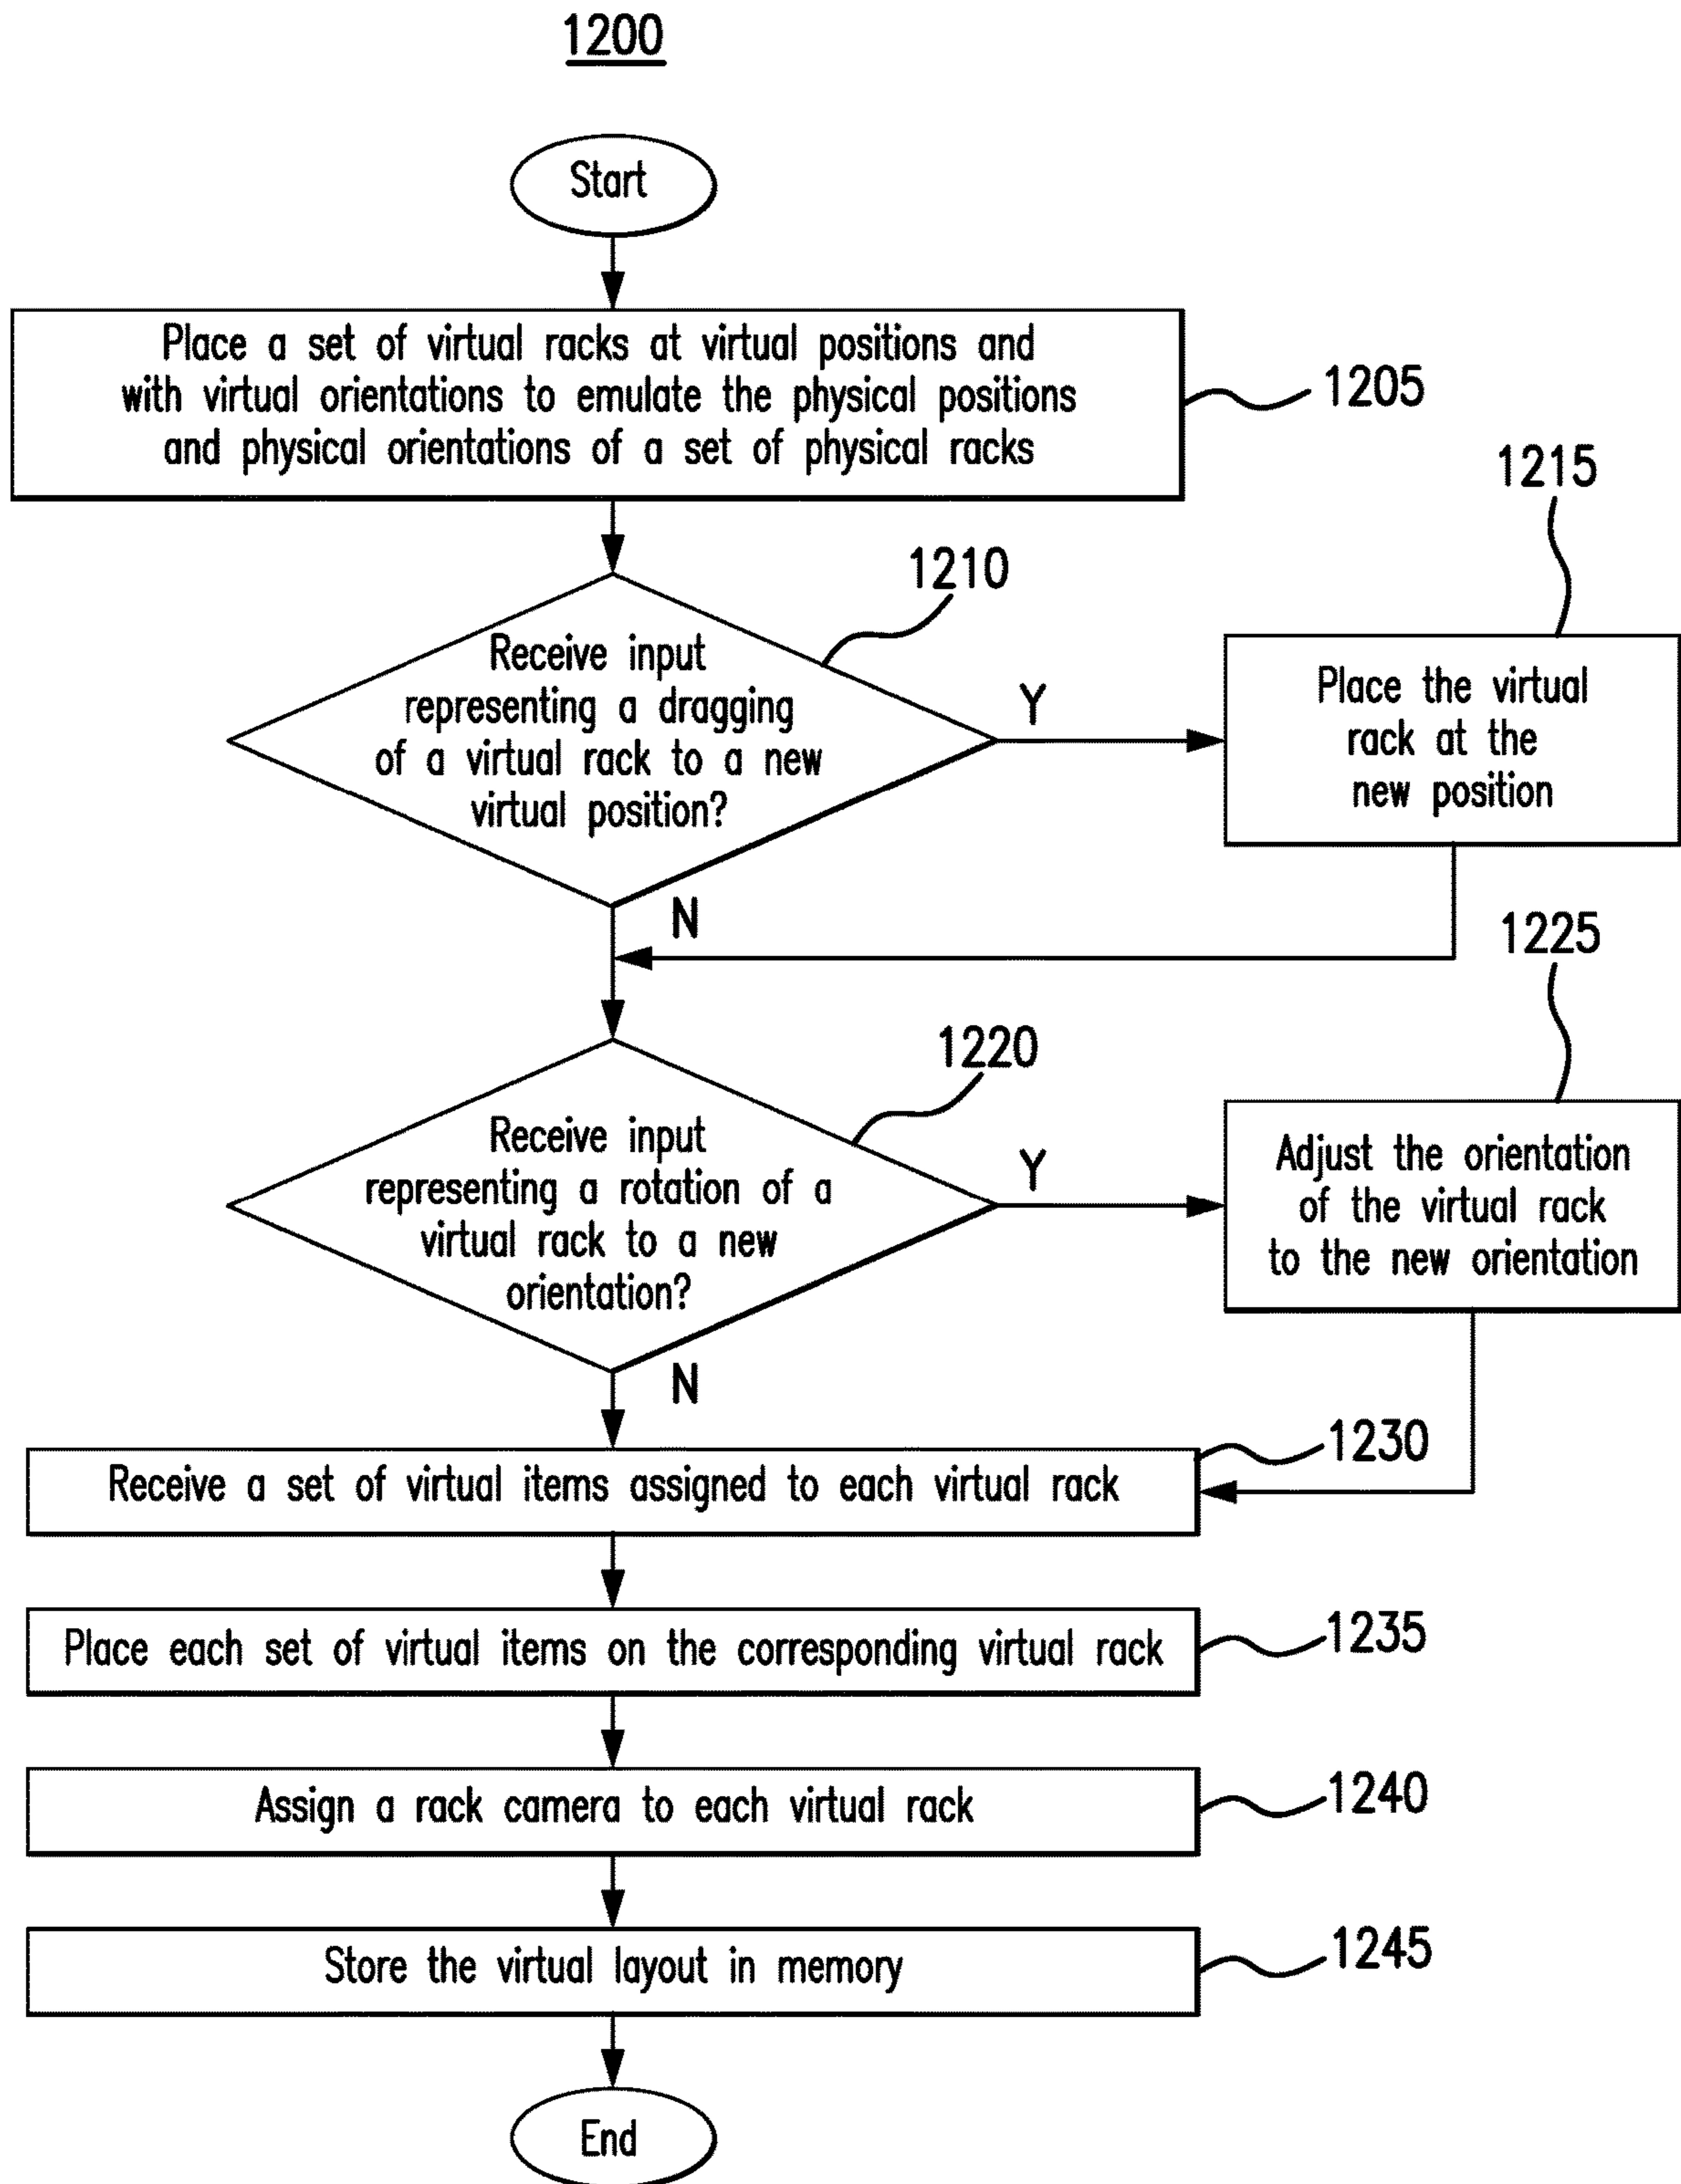 1200
Start
Place a set of virtual racks at virtual positions and
with virtual orientations to emulate the physical positions
and physical orientations of a set of physical racks
1205
1210
Receive input
representing a dragging
of a virtual rack to a new
virtual position?
Y
N
1215
Place the virtual
rack at the
new position
1220
Receive input
representing a rotation of a
virtual rack to a new
orientation?
Y
N
1225
Adjust the orientation
of the virtual rack
to the new orientation
Receive a set of virtual items assigned to each virtual rack
1230
Place each set of virtual items on the corresponding virtual rack
1235
Assign a rack camera to each virtual rack
1240
Store the virtual layout in memory
1245
End